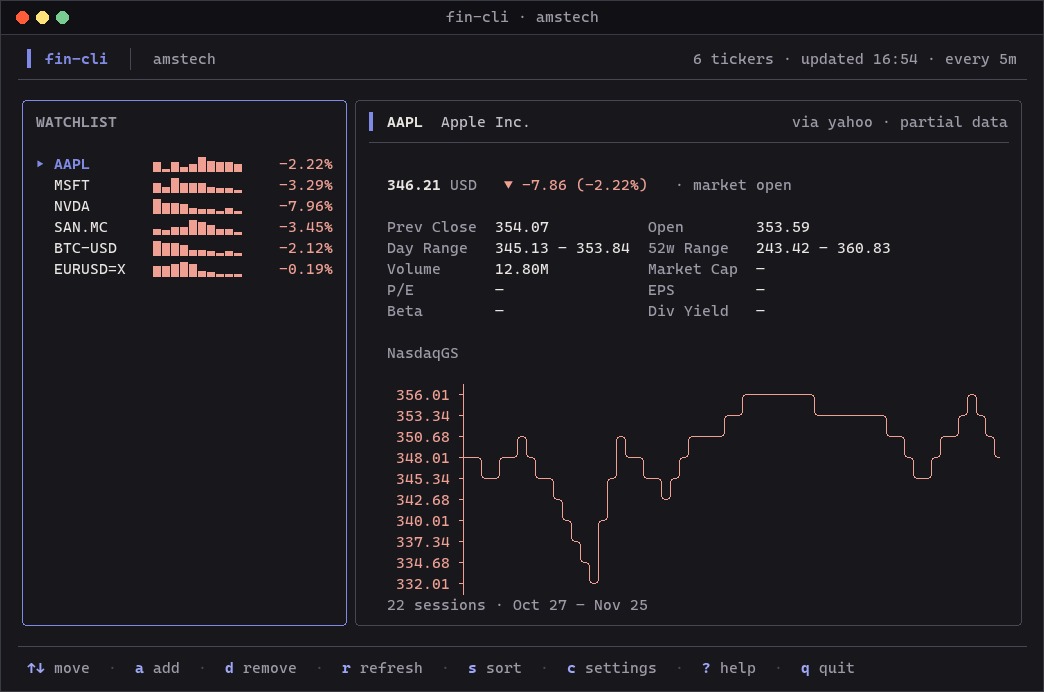 fin-cli · amstech
fin-cli │ amstech 6 tickers · updated 16:54 · every 5m
WATCHLIST
▸ AAPL −2.22%
MSFT −3.29%
NVDA −7.96%
SAN.MC −3.45%
BTC−USD −2.12%
EURUSD=X −0.19%
AAPL Apple Inc. via yahoo · partial data
346.21 USD ▼ −7.86 (−2.22%) · market open
Prev Close 354.07 Open 353.59
Day Range 345.13 − 353.84 52w Range 243.42 − 360.83
Volume 12.80M Market Cap −
P/E − EPS −
Beta − Div Yield −
NasdaqGS
356.01
353.34
350.68
348.01
345.34
342.68
340.01
337.34
334.68
332.01
22 sessions · Oct 27 − Nov 25
↑↓ move · a add · d remove · r refresh · s sort · c settings · ? help · q quit